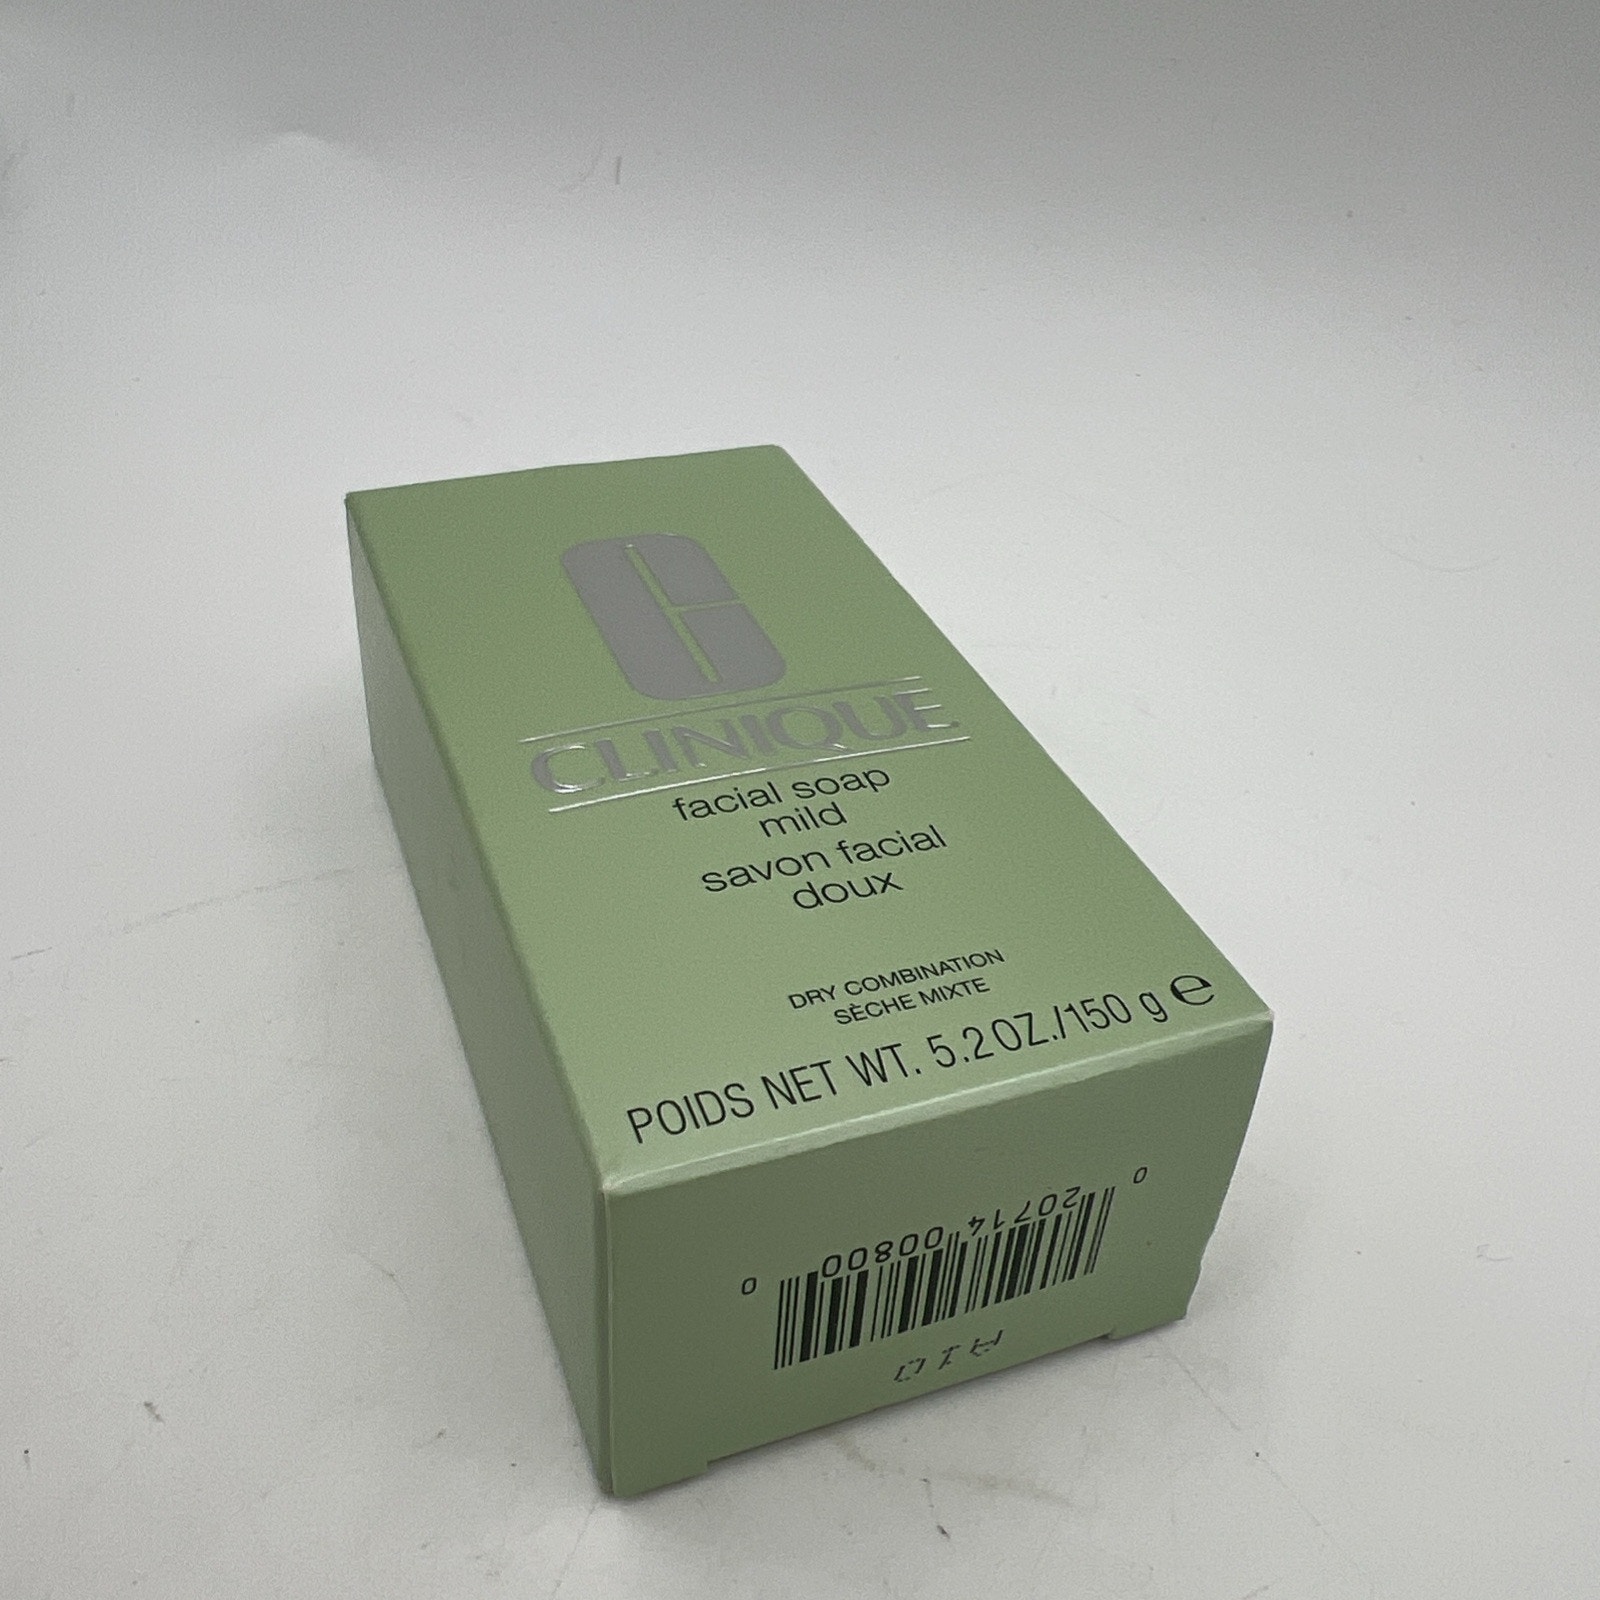 CLINIQUE
facial soap
mild
savon facial
doux
DRY COMBINATION
SÈCHE MIXTE
POIDS NET WT. 5.2 OZ./150 g e
0 20714 00800 0
A10